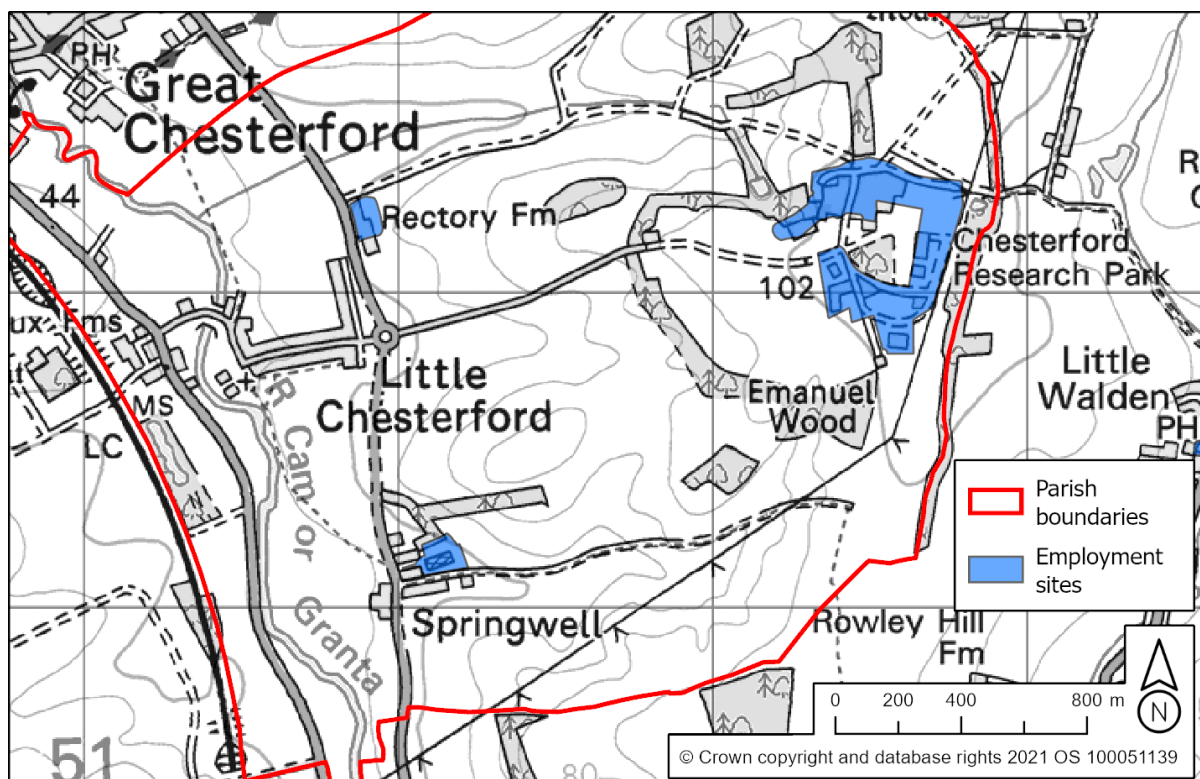 PH
Great
Chesterford
44
Rectory Fm
Chesterford
Research Park
102
Fms
Little
Chesterford
MS
LC
R Cam or Granta
Emanuel
Wood
Little
Walden
PH
Springwell
Rowley Hill
Fm
51
80
Parish
boundaries
Employment
sites
0 200 400 800 m
N
© Crown copyright and database rights 2021 OS 100051139